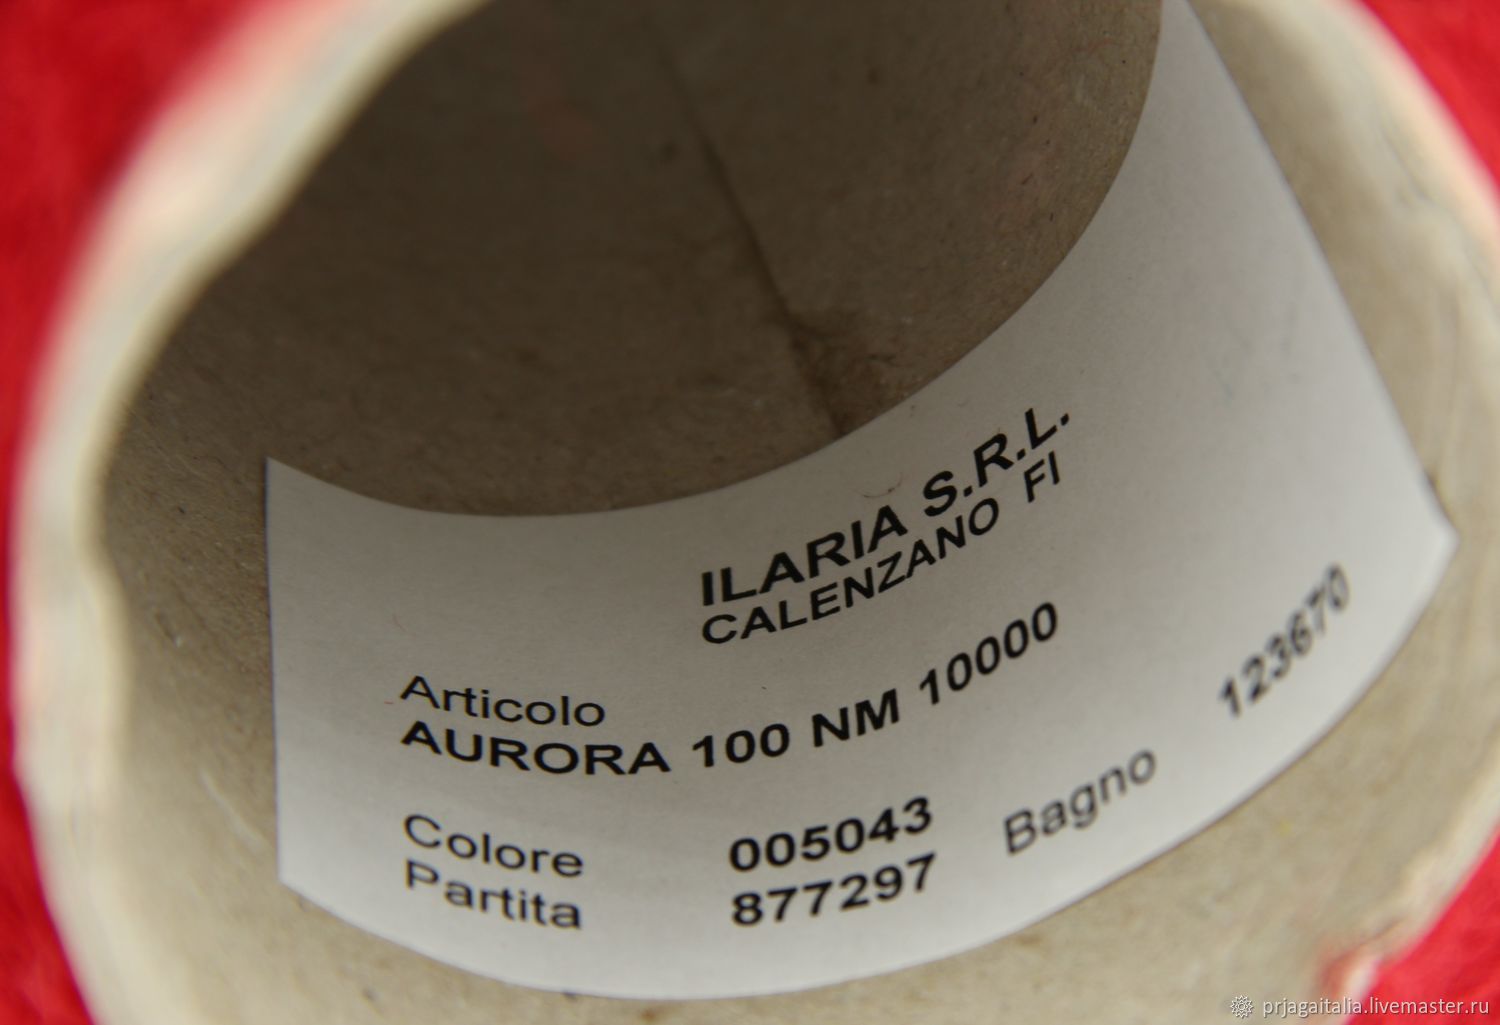 ILARIA S.R.L.
CALENZANO FI
Articolo
AURORA 100 NM 10000
Colore 005043 Bagno 123670
Partita 877297
prjagaitalia.livemaster.ru